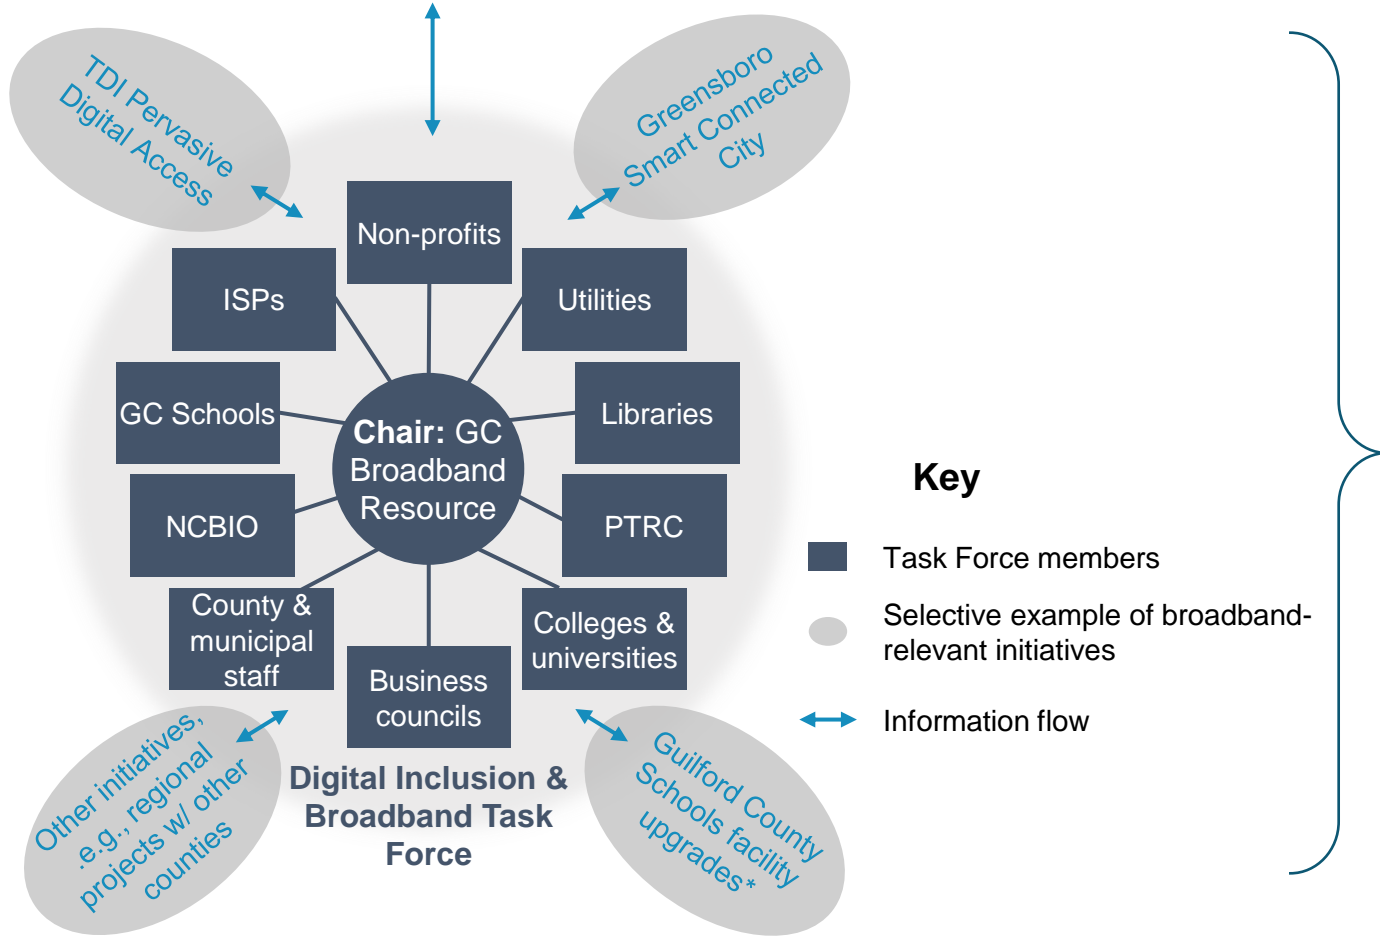 TDI Pervasive
Digital Access
Greensboro
Smart Connected
City
Non-profits
ISPs
Utilities
GC Schools
Libraries
Chair: GC
Broadband
Resource
NCBIO
PTRC
County &
municipal
staff
Colleges &
universities
Business
councils
Digital Inclusion &
Broadband Task
Force
Other initiatives,
.e.g., regional
projects w/ other
counties
Guilford County
Schools facility
upgrades*
Key
Task Force members
Selective example of broadband-
relevant initiatives
Information flow